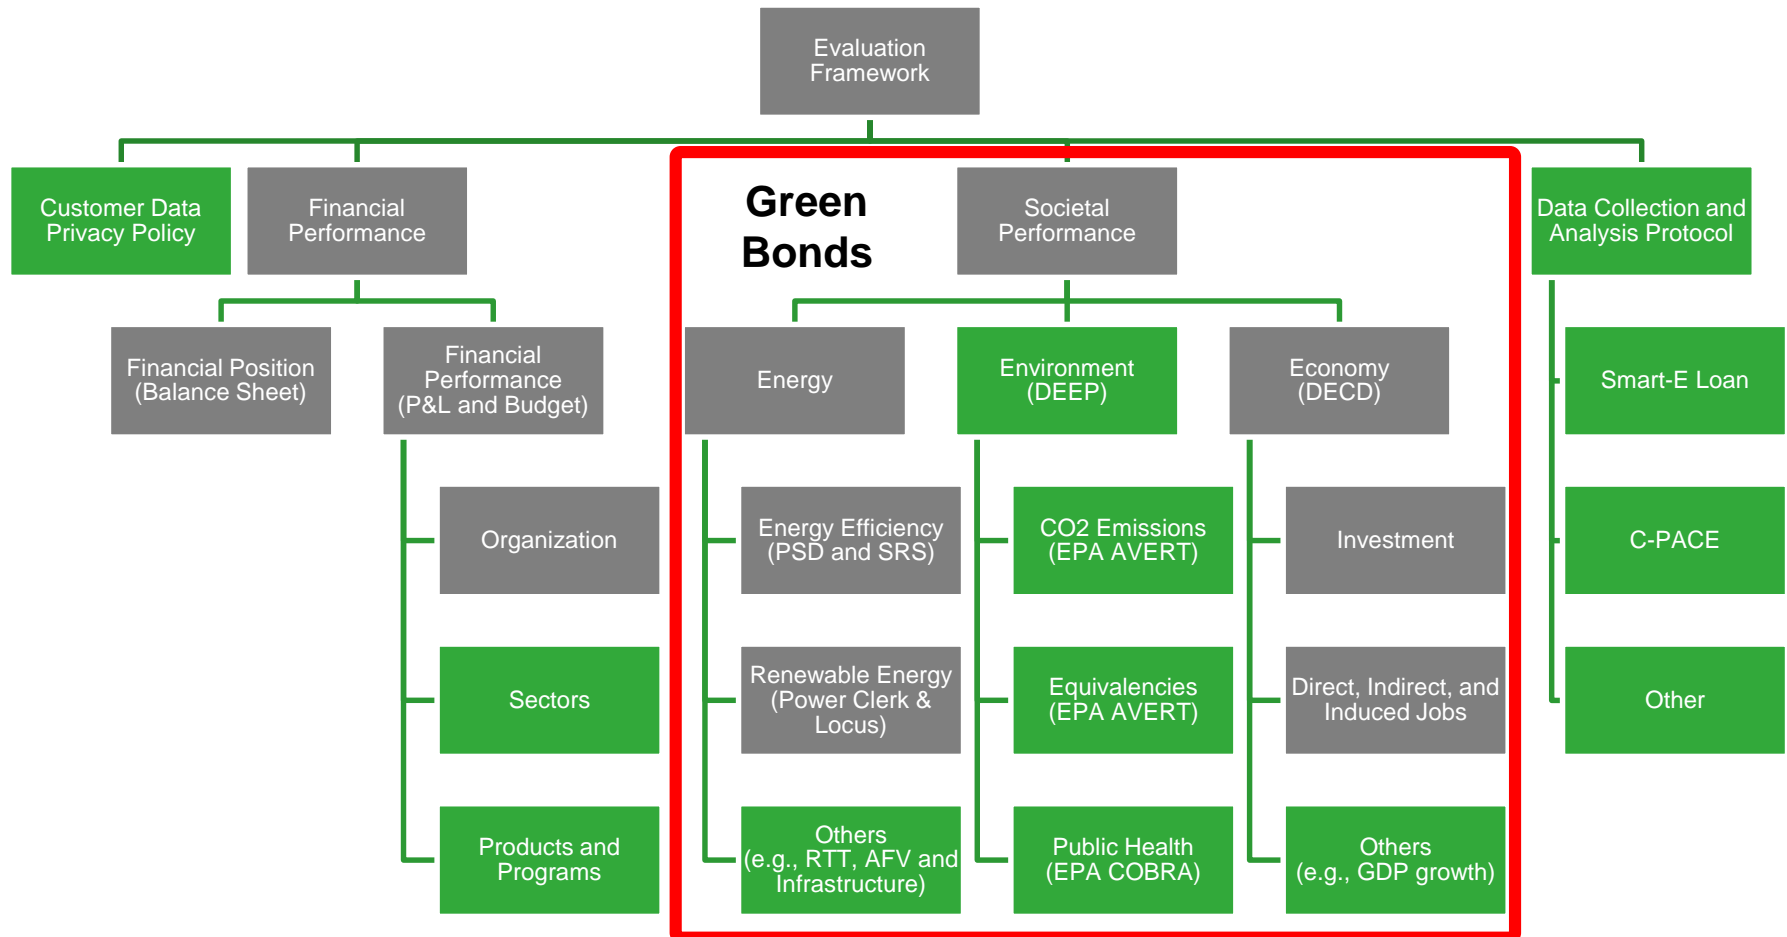 Evaluation
Framework
Customer Data
Privacy Policy
Financial
Performance
Green
Bonds
Societal
Performance
Data Collection and
Analysis Protocol
Financial Position
(Balance Sheet)
Financial
Performance
(P&L and Budget)
Energy
Environment
(DEEP)
Economy
(DECD)
Smart-E Loan
Organization
Energy Efficiency
(PSD and SRS)
CO2 Emissions
(EPA AVERT)
Investment
C-PACE
Sectors
Renewable Energy
(Power Clerk &
Locus)
Equivalencies
(EPA AVERT)
Direct, Indirect, and
Induced Jobs
Other
Products and
Programs
Others
(e.g., RTT, AFV and
Infrastructure)
Public Health
(EPA COBRA)
Others
(e.g., GDP growth)